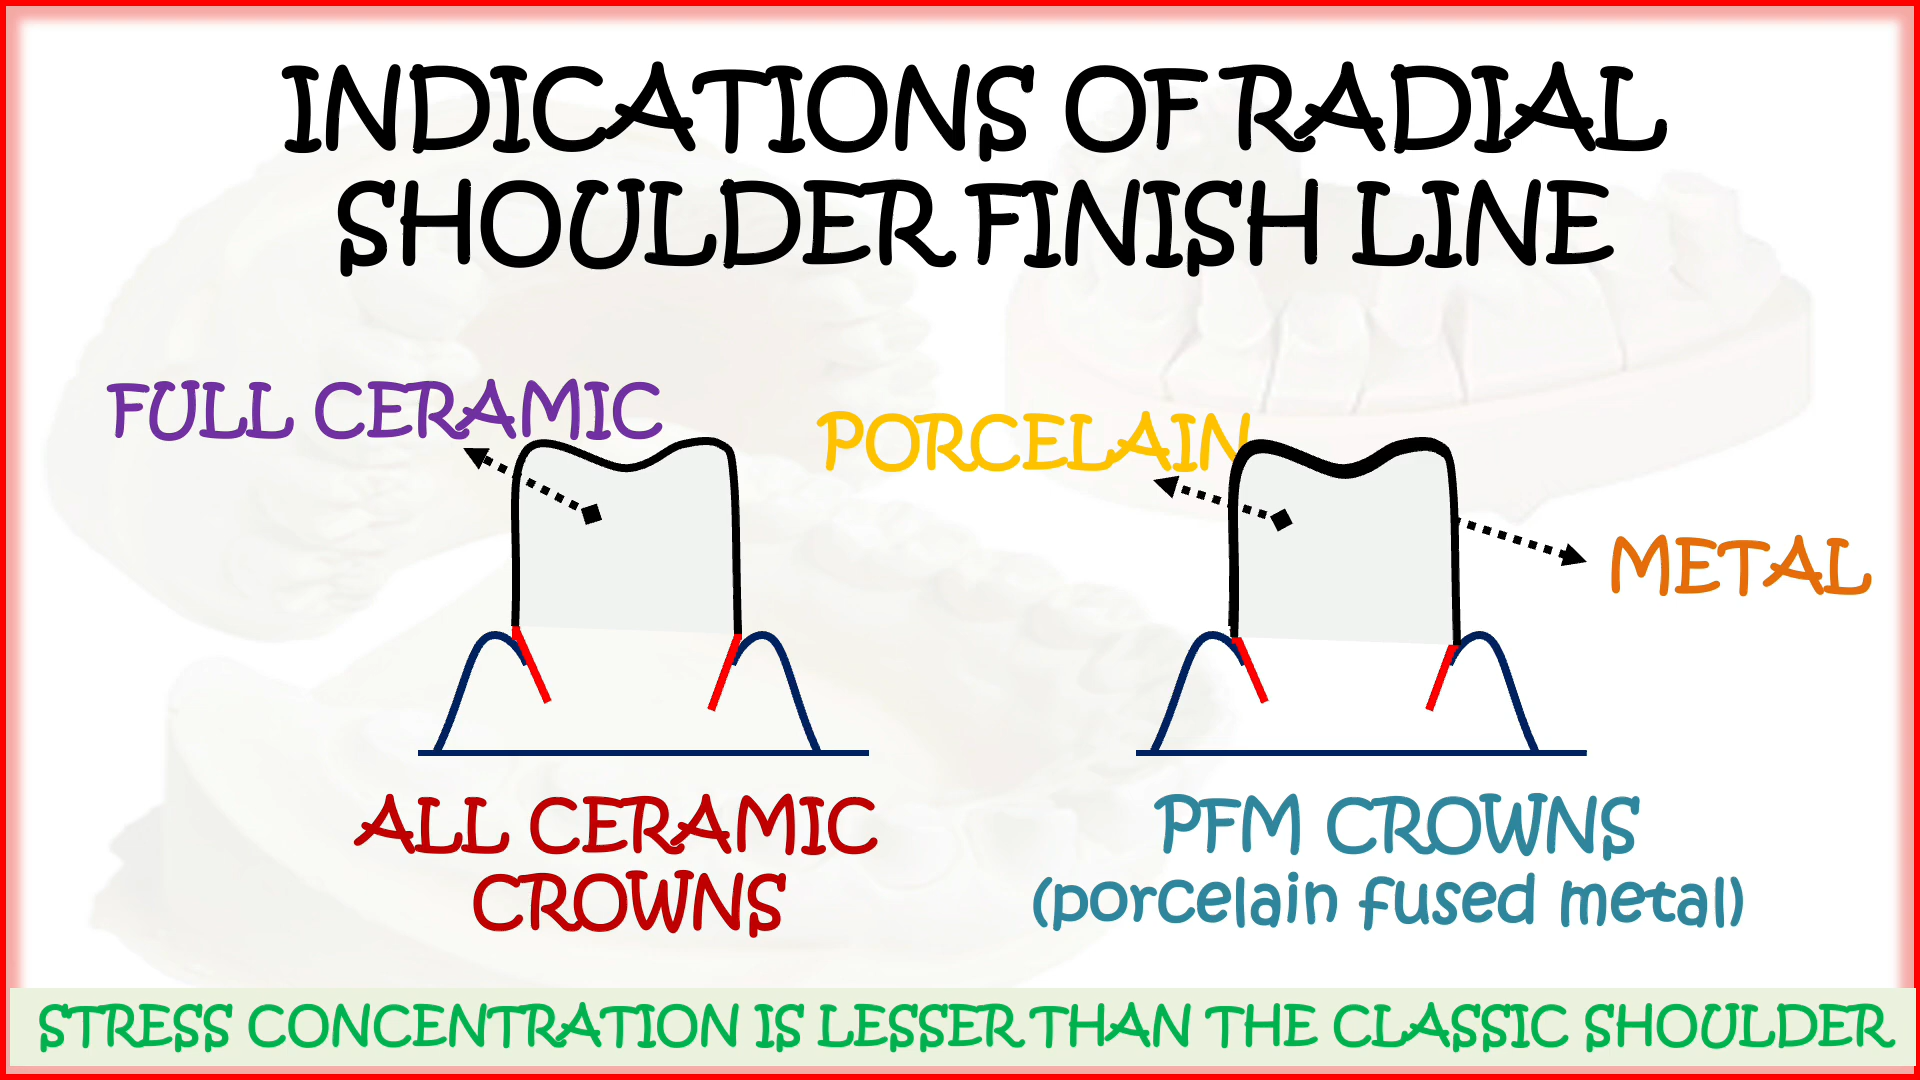 INDICATIONS OF RADIAL
SHOULDER FINISH LINE
FULL CERAMIC
PORCELAIN
METAL
ALL CERAMIC
CROWNS
PFM CROWNS
(porcelain fused metal)
STRESS CONCENTRATION IS LESSER THAN THE CLASSIC SHOULDER